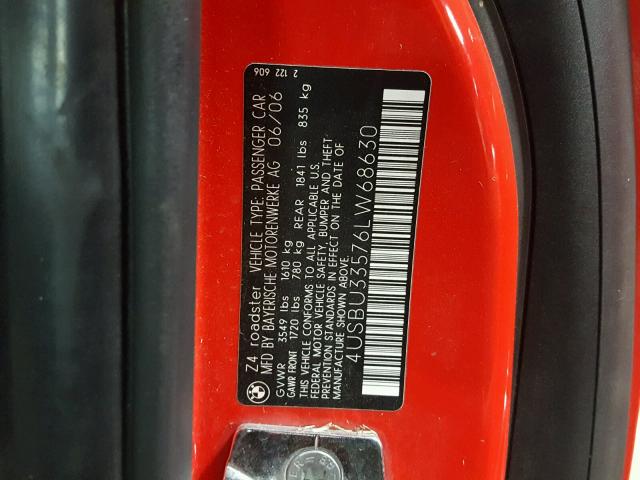 Z4 roadster VEHICLE TYPE: PASSENGER CAR
MFD BY BAYERISCHE MOTORENWERKE AG 06/06
GVWR 3549 lbs 1610 kg
GAWR FRONT 1720 lbs 780 kg REAR 1841 lbs 835 kg
THIS VEHICLE CONFORMS TO ALL APPLICABLE U.S.
FEDERAL MOTOR VEHICLE SAFETY, BUMPER AND THEFT
PREVENTION STANDARDS IN EFFECT ON THE DATE OF
MANUFACTURE SHOWN ABOVE.
4USBU33576LW68630
2 122 606